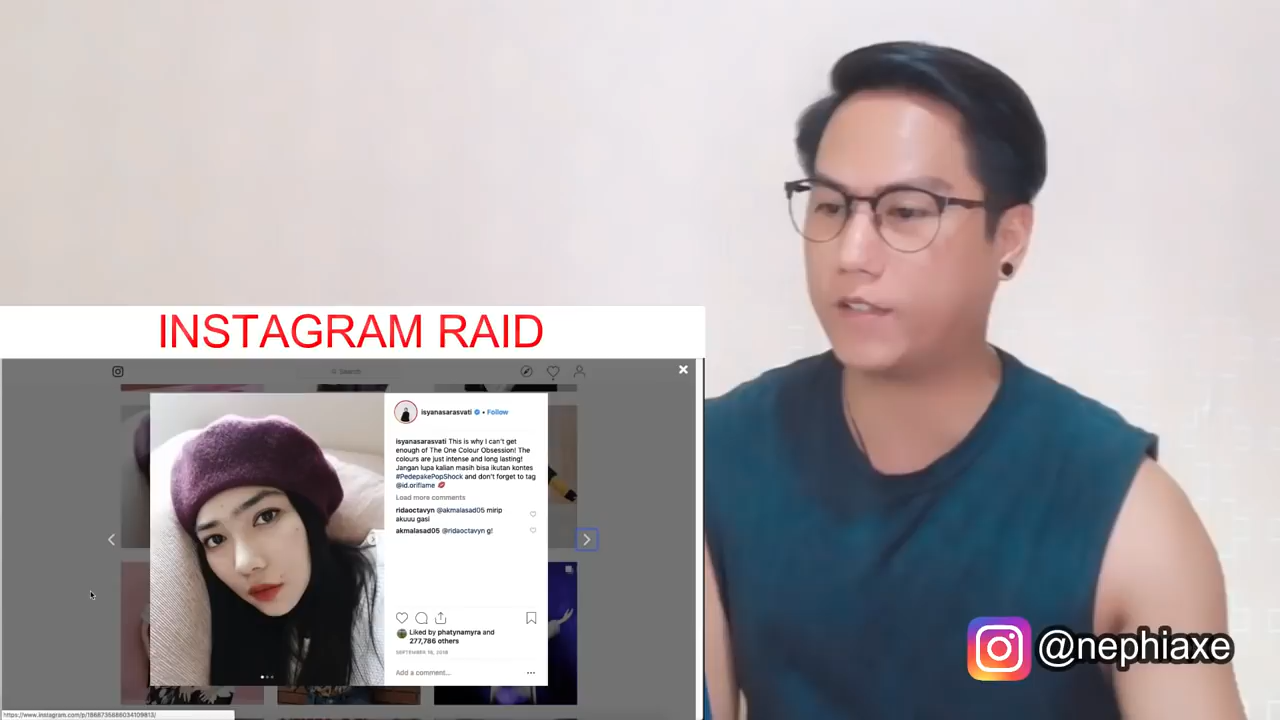 INSTAGRAM RAID
Search
isyanasarasvati • Follow
isyanasarasvati This is why I can't get
enough of The One Colour Obsession! The
colours are just intense and long lasting!
Jangan lupa kalian masih bisa ikutan kontes
#PedepakePopShock and don't forget to tag
@id.oriflame 💋
Load more comments
ridaoctavyn @akmalasad05 mirip
akuuu gasi
akmalasad05 @ridaoctavyn g!
Liked by phatynamyra and
277,786 others
Add a comment...
@nephiaxe